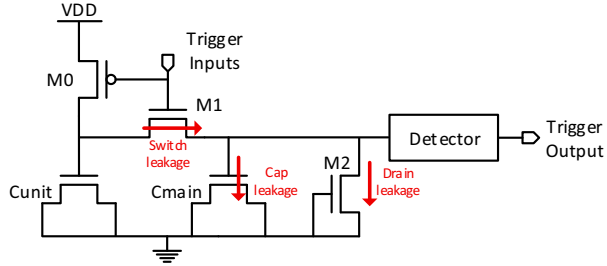 VDD
Trigger
Inputs
M0
M1
Switch
leakage
Detector
Trigger
Output
M2
Cunit
Cmain
Cap
leakage
Drain
leakage